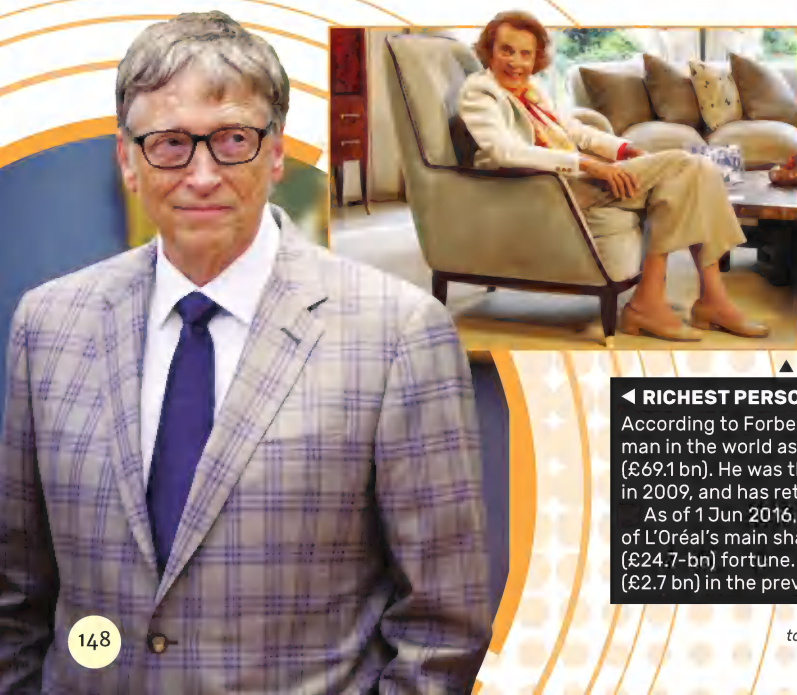 ◀ RICHEST PERSO
According to Forbe
man in the world as
(£69.1 bn). He was th
in 2009, and has ret
As of 1 Jun 2016,
of L'Oréal's main sha
(£24.7-bn) fortune.
(£2.7 bn) in the prev
148
to